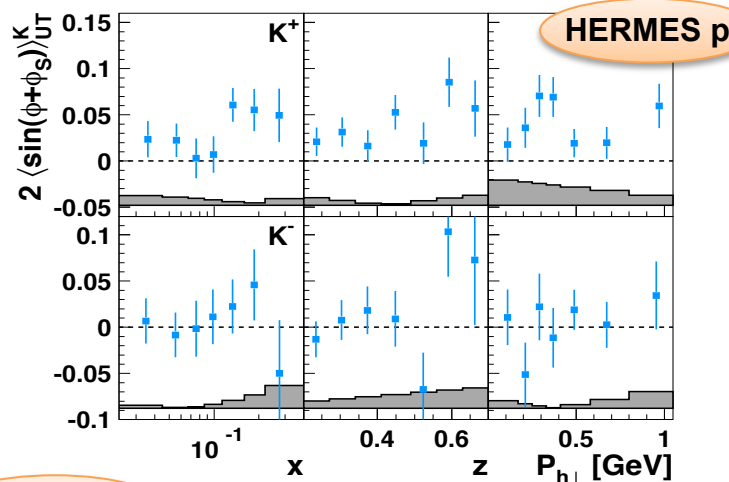 2 ⟨sin(ϕ+ϕS)⟩KUT
0.15
0.1
0.05
0
-0.05
K+
HERMES p
0.1
0.05
0
-0.05
-0.1
K-
10-1
0.4 0.6
0.5 1
x
z
Ph⊥ [GeV]